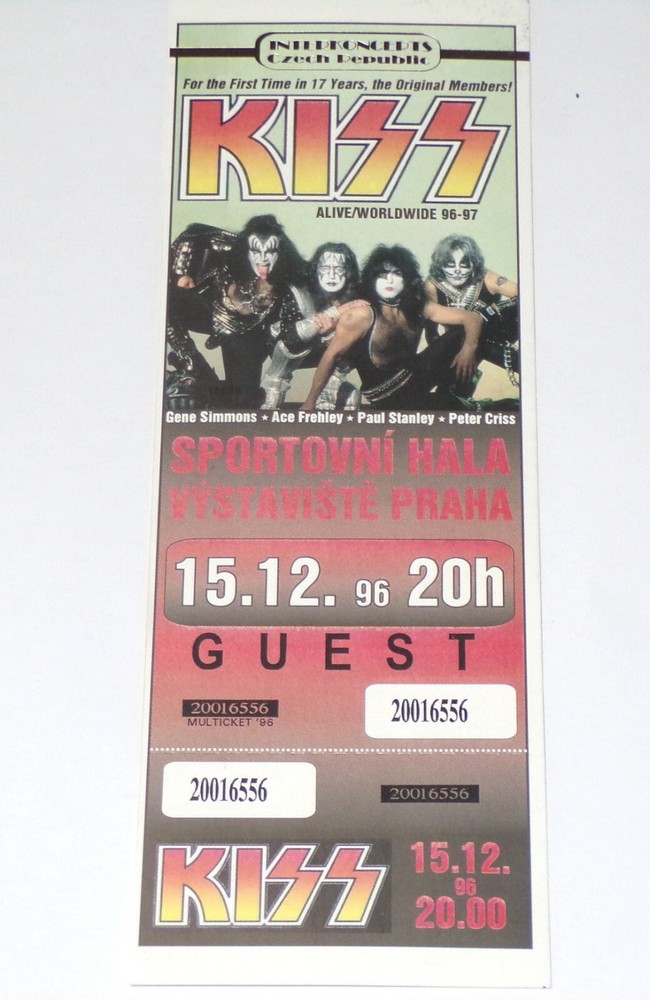 INTERKONCERTS
Czech Republic
For the First Time in 17 Years, the Original Members!
KISS
ALIVE/WORLDWIDE 96-97
Gene Simmons ★ Ace Frehley ★ Paul Stanley ★ Peter Criss
SPORTOVNÍ HALA
VÝSTAVIŠTĚ PRAHA
15.12. 96 20h
GUEST
20016556
MULTICKET '96
20016556
20016556
20016556
KISS
15.12.
96
20.00